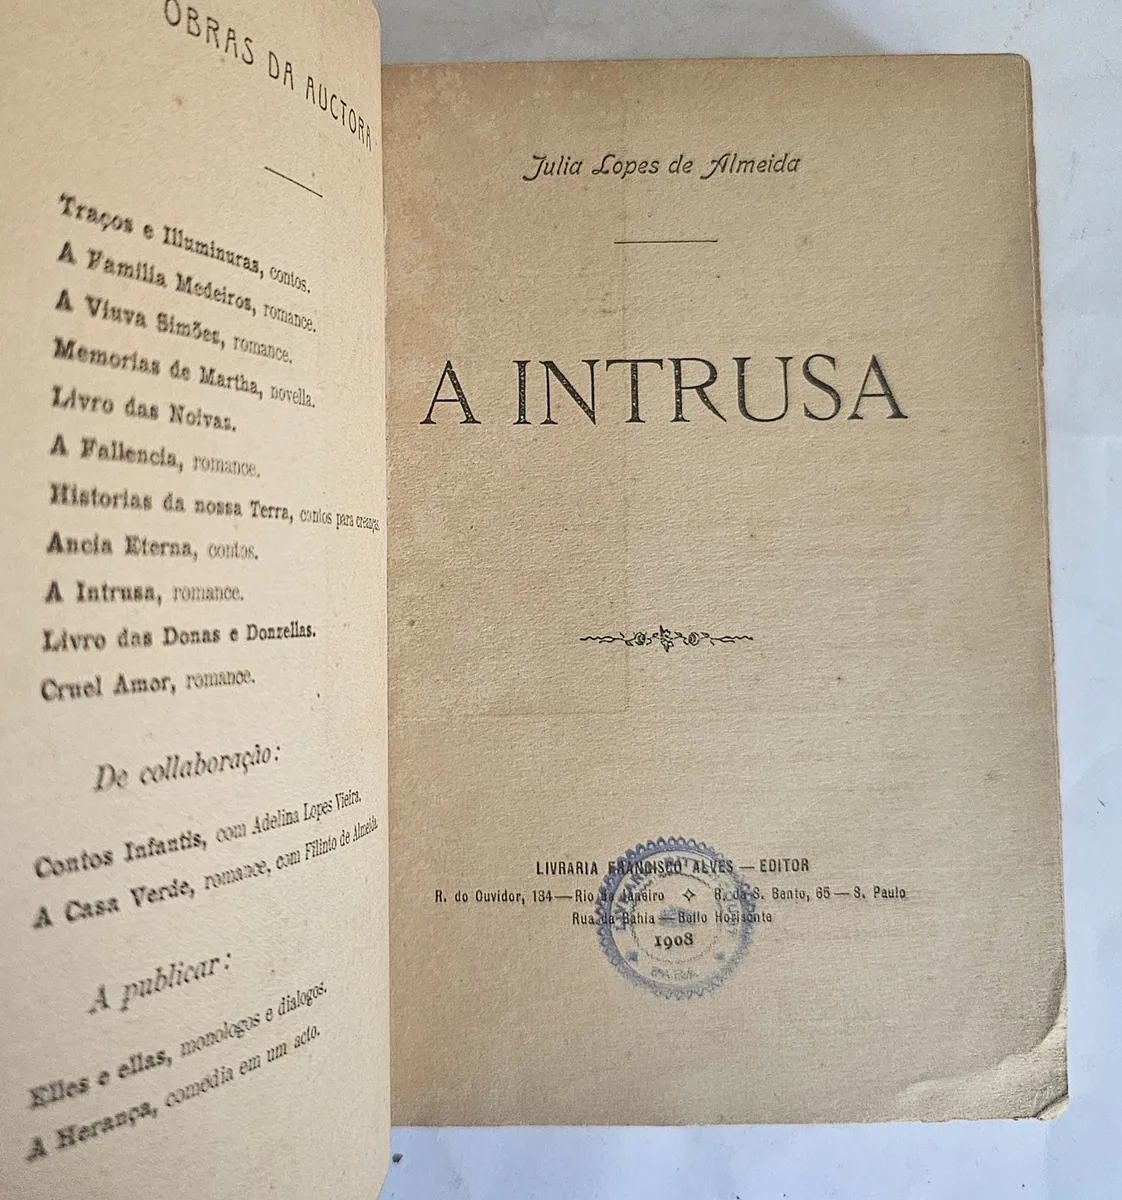 OBRAS DA AUCTORA
Traços e Illuminuras, contos.
A Familia Medeiros, romance.
A Viuva Simões, romance.
Memorias de Martha, novella.
Livro das Noivas.
A Fallencia, romance.
Historias da nossa Terra, contos para creanças.
Ancia Eterna, contos.
A Intrusa, romance.
Livro das Donas e Donzellas.
Cruel Amor, romance.
De collaboração:
Contos Infantis, com Adelina Lopes Vieira.
A Casa Verde, romance, com Filinto de Almeida.
A publicar:
Elles e ellas, monologos e dialogos.
A Herança, comédia em um acto.
Julia Lopes de Almeida
A INTRUSA
LIVRARIA FRANCISCO ALVES — EDITOR
R. do Ouvidor, 134 — Rio de Janeiro ✧ R. de S. Bento, 65 — S. Paulo
Rua da Bahia — Bello Horisonte
1908